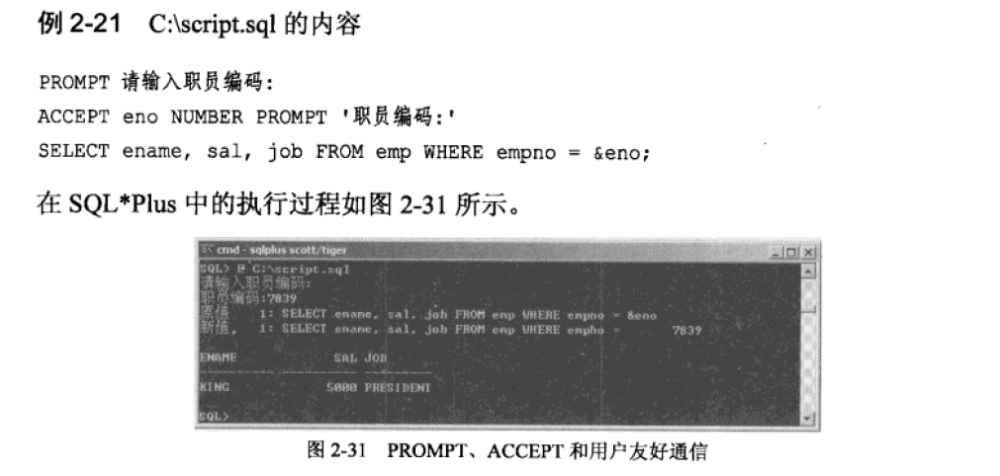 例 2-21 C:\script.sql 的内容
PROMPT 请输入职员编码:
ACCEPT eno NUMBER PROMPT '职员编码:'
SELECT ename, sal, job FROM emp WHERE empno = &eno;
在 SQL*Plus 中的执行过程如图 2-31 所示。
cmd - sqlplus scott/tiger
SQL> @ C:\script.sql
请输入职员编码:
职员编码:7839
原值 1: SELECT ename, sal, job FROM emp WHERE empno = &eno
新值 1: SELECT ename, sal, job FROM emp WHERE empno = 7839
ENAME SAL JOB
KING 5000 PRESIDENT
SQL>
图 2-31 PROMPT、ACCEPT 和用户友好通信